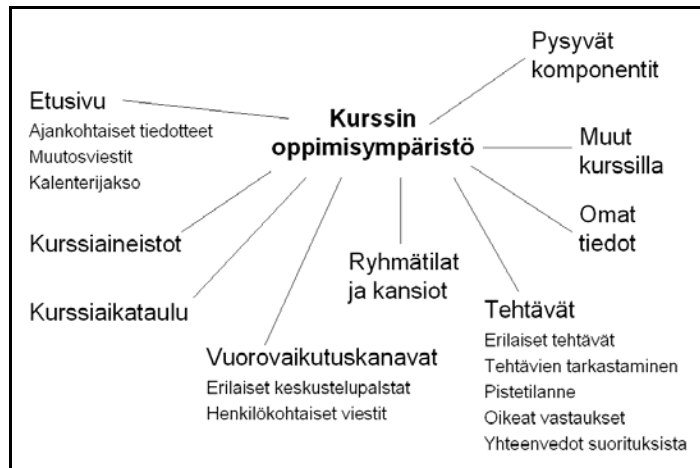 Pysyvät
komponentit
Etusivu
Ajankohtaiset tiedotteet
Muutosviestit
Kalenterijakso
Kurssin
oppimisympäristö
Muut
kurssilla
Omat
tiedot
Kurssiaineistot
Kurssiaikataulu
Ryhmätilat
ja kansiot
Vuorovaikutuskanavat
Erilaiset keskustelupalstat
Henkilökohtaiset viestit
Tehtävät
Erilaiset tehtävät
Tehtävien tarkastaminen
Pistetilanne
Oikeat vastaukset
Yhteenvedot suorituksista